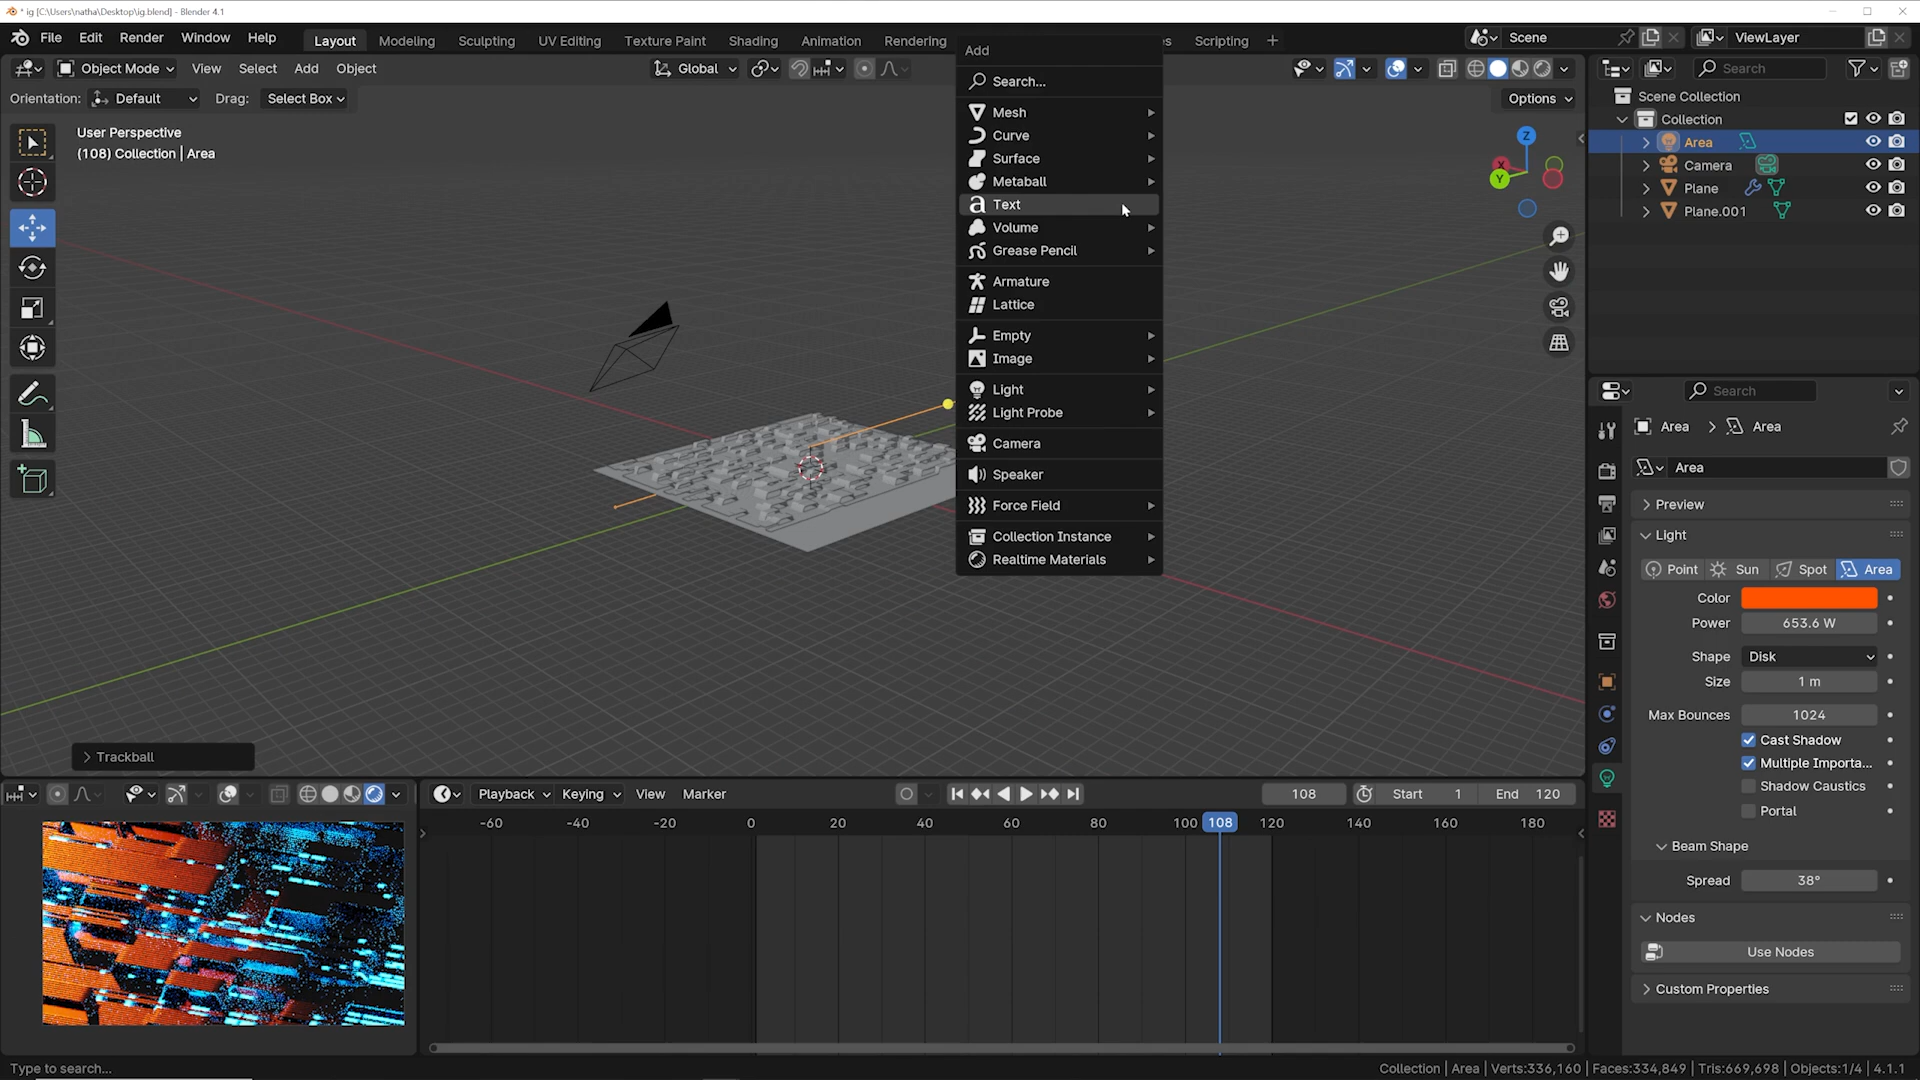 * ig [C:\Users\natha\Desktop\ig.blend] - Blender 4.1
File Edit Render Window Help
Layout Modeling Sculpting UV Editing Texture Paint Shading Animation Rendering Scripting
Scene
ViewLayer
Object Mode View Select Add Object
Global
Search
Orientation: Default Drag: Select Box
Options
User Perspective
(108) Collection | Area
Add
Search...
Mesh
Curve
Surface
Metaball
Text
Volume
Grease Pencil
Armature
Lattice
Empty
Image
Light
Light Probe
Camera
Speaker
Force Field
Collection Instance
Realtime Materials
Z
X
Y
Scene Collection
Collection
Area
Camera
Plane
Plane.001
Search
Area > Area
Area
Preview
Light
Point Sun Spot Area
Color
Power 653.6 W
Shape Disk
Size 1 m
Max Bounces 1024
Cast Shadow
Multiple Importa...
Shadow Caustics
Portal
Beam Shape
Spread 38°
Nodes
Use Nodes
Custom Properties
Trackball
Playback Keying View Marker
108 Start 1 End 120
-60 -40 -20 0 20 40 60 80 100 108 120 140 160 180
Type to search...
Collection | Area | Verts:336,160 | Faces:334,849 | Tris:669,698 | Objects:1/4 | 4.1.1